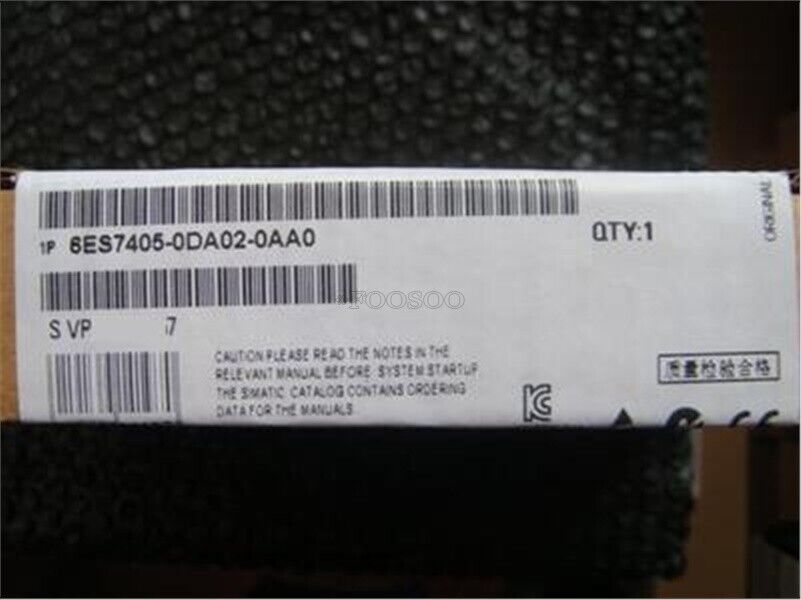 ORIGINAL
1P 6ES7405-0DA02-0AA0
QTY:1
FOOSOO
S VP 7
CAUTION PLEASE READ THE NOTES IN THE
RELEVANT MANUAL BEFORE SYSTEM STARTUP
THE SIMATIC CATALOG CONTAINS ORDERING
DATA FOR THE MANUALS
质量检验合格